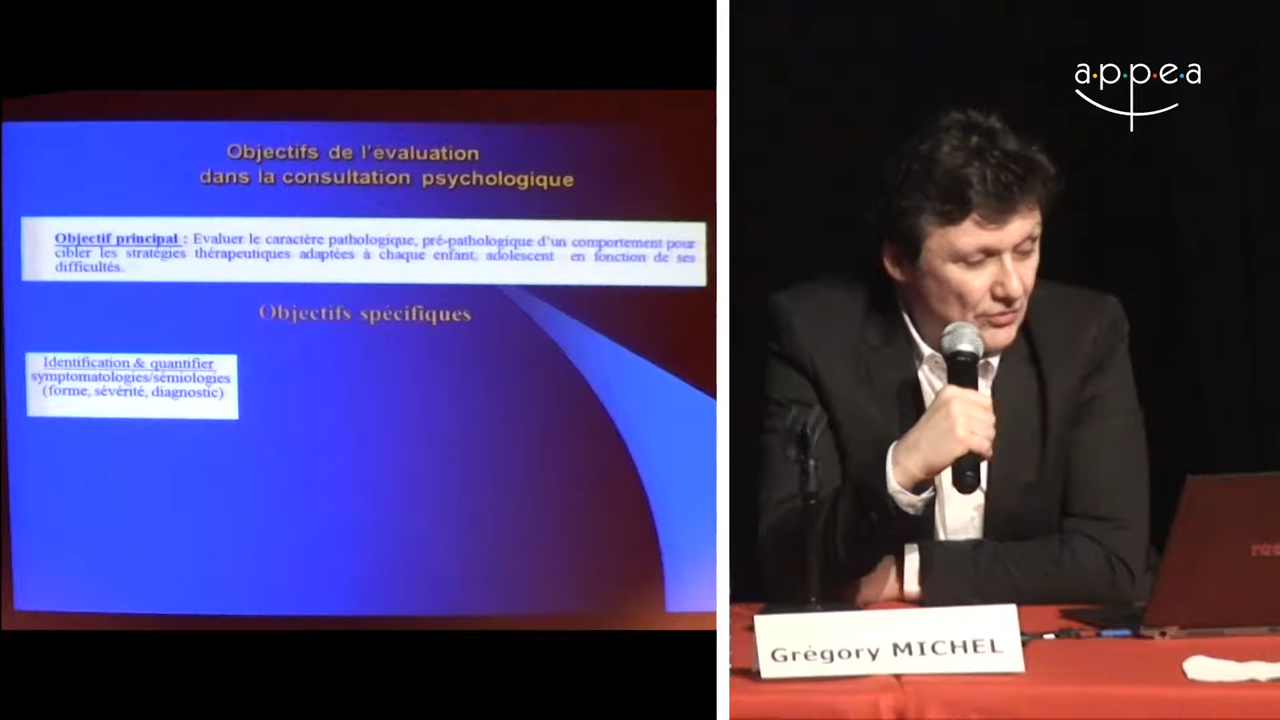 Objectifs de l'évaluation
dans la consultation psychologique
Objectif principal : Evaluer le caractère pathologique, pré-pathologique d'un comportement pour
cibler les stratégies thérapeutiques adaptées à chaque enfant, adolescent en fonction de ses
difficultés.
Objectifs spécifiques
Identification & quantifier
symptomatologies/sémiologies
(forme, sévérité, diagnostic)
a·p·p·e·a
Grégory MICHEL